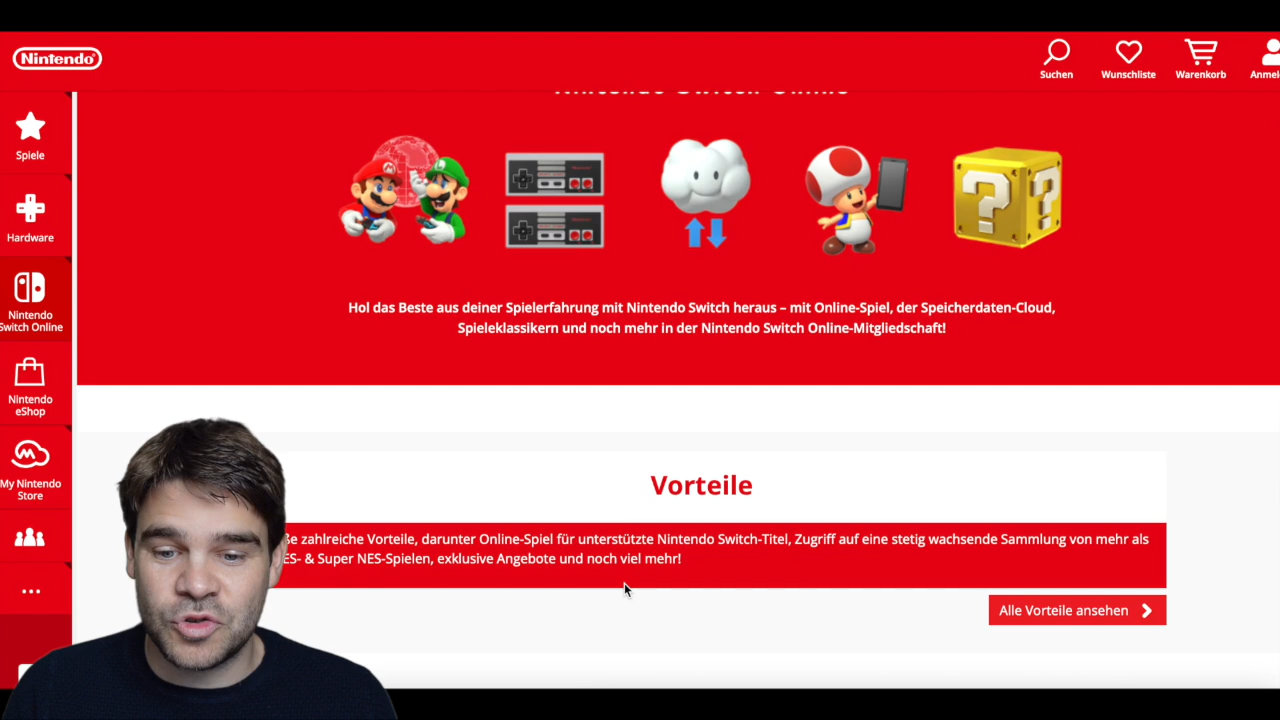 Nintendo
Suchen
Wunschliste
Warenkorb
Nintendo Switch Online
Spiele
Hardware
Nintendo
Switch Online
Nintendo
eShop
My Nintendo
Store
Hol das Beste aus deiner Spielerfahrung mit Nintendo Switch heraus – mit Online-Spiel, der Speicherdaten-Cloud,
Spieleklassikern und noch mehr in der Nintendo Switch Online-Mitgliedschaft!
Vorteile
zahlreiche Vorteile, darunter Online-Spiel für unterstützte Nintendo Switch-Titel, Zugriff auf eine stetig wachsende Sammlung von mehr als
& Super NES-Spielen, exklusive Angebote und noch viel mehr!
Alle Vorteile ansehen